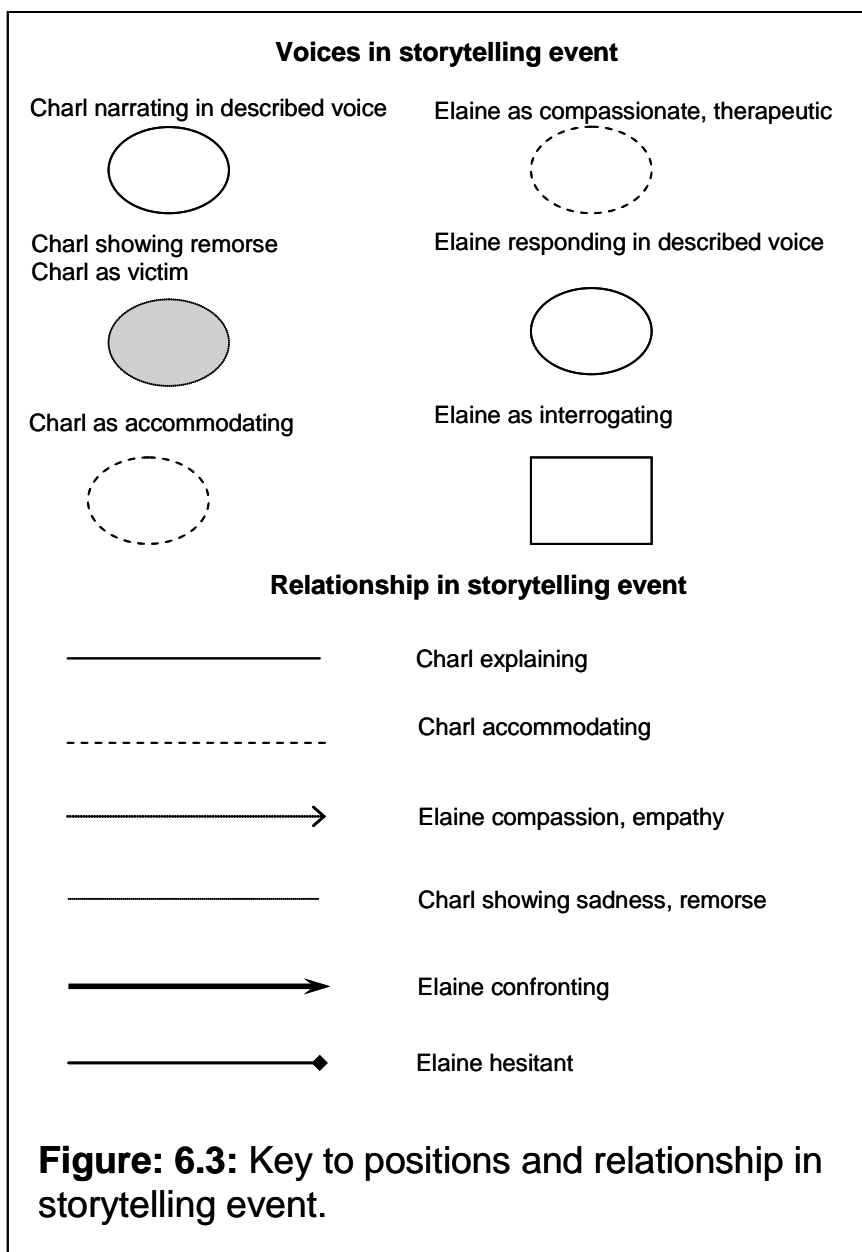 Voices in storytelling event
Charl narrating in described voice
Elaine as compassionate, therapeutic
Charl showing remorse
Charl as victim
Elaine responding in described voice
Charl as accommodating
Elaine as interrogating
Relationship in storytelling event
Charl explaining
Charl accommodating
Elaine compassion, empathy
Charl showing sadness, remorse
Elaine confronting
Elaine hesitant
Figure: 6.3: Key to positions and relationship in
storytelling event.